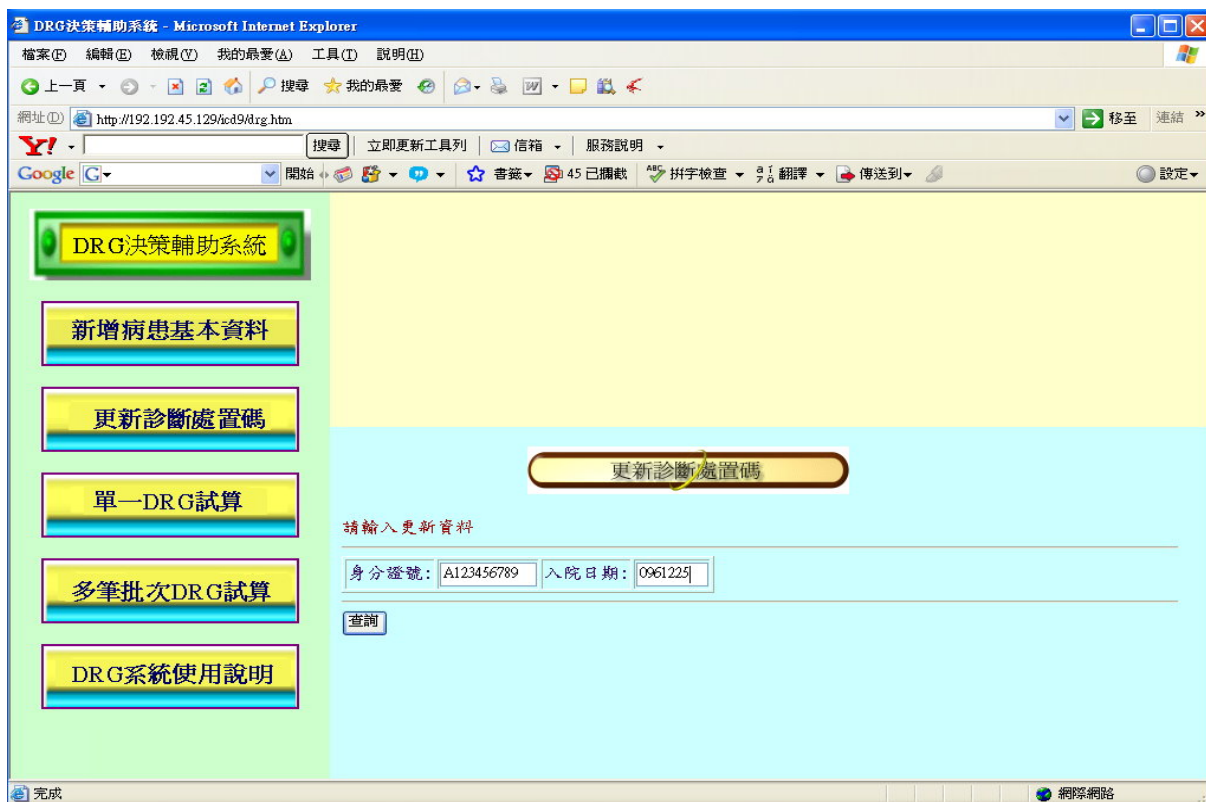 DRG決策輔助系統 - Microsoft Internet Explorer
檔案(F) 編輯(E) 檢視(V) 我的最愛(A) 工具(T) 說明(H)
上一頁 搜尋 我的最愛
網址(D) http://192.192.45.129/icd9/drg.htm 移至 連結 »
Y! 搜尋 立即更新工具列 信箱 服務說明
Google G 開始 書籤 45 已攔截 ABC 拼字檢查 翻譯 傳送到 設定
DRG決策輔助系統
新增病患基本資料
更新診斷處置碼
單一DRG試算
多筆批次DRG試算
DRG系統使用說明
更新診斷處置碼
請輸入更新資料
身分證號: A123456789 入院日期: 0961225
查詢
完成 網際網路